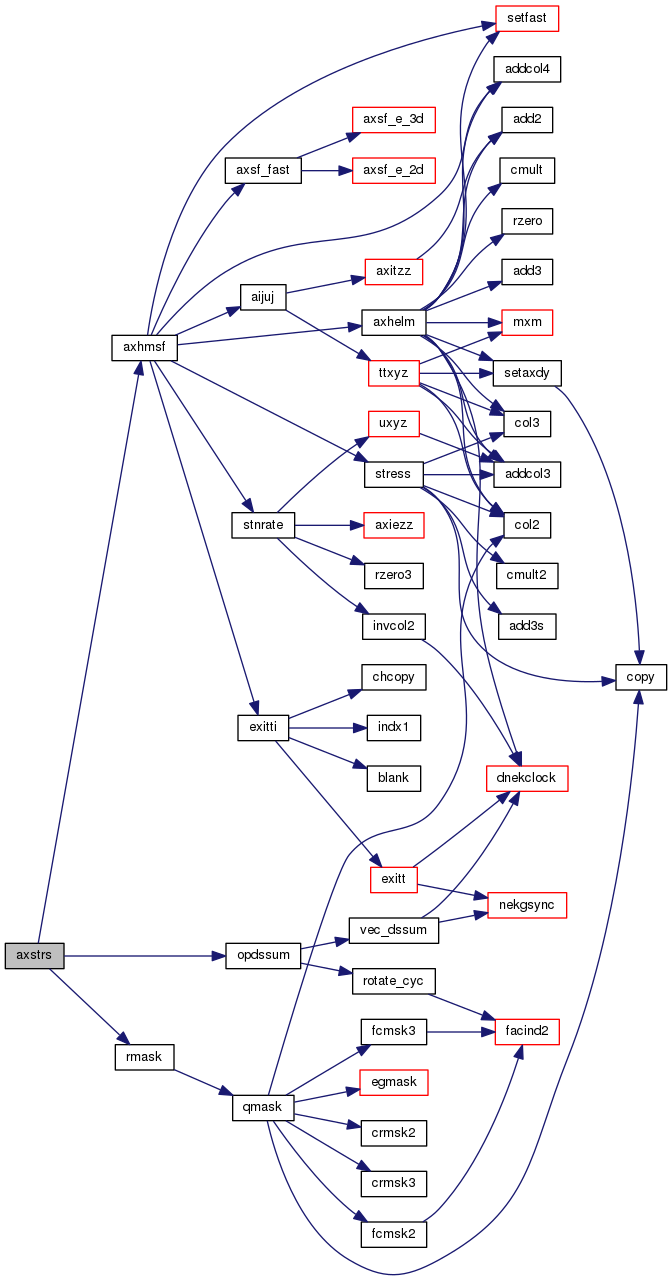 setfast
addcol4
axsf_e_3d
add2
axsf_fast
axsf_e_2d
cmult
rzero
axitzz
add3
aijuj
axhelm
mxm
axhmsf
ttxyz
setaxdy
uxyz
col3
stress
addcol3
stnrate
axiezz
col2
rzero3
cmult2
invcol2
add3s
chcopy
copy
exitti
indx1
blank
dnekclock
exitt
nekgsync
vec_dssum
axstrs
opdssum
rotate_cyc
fcmsk3
facind2
rmask
egmask
qmask
crmsk2
crmsk3
fcmsk2